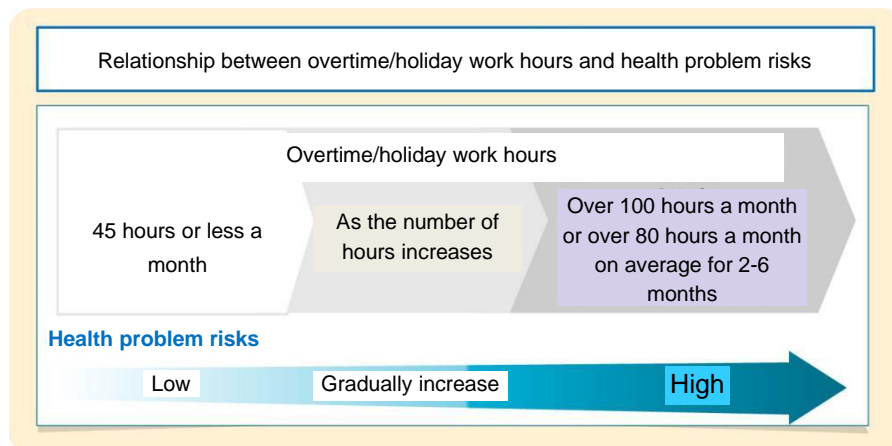 Relationship between overtime/holiday work hours and health problem risks
Overtime/holiday work hours
45 hours or less a
month
As the number of
hours increases
Over 100 hours a month
or over 80 hours a month
on average for 2-6
months
Health problem risks
Low
Gradually increase
High